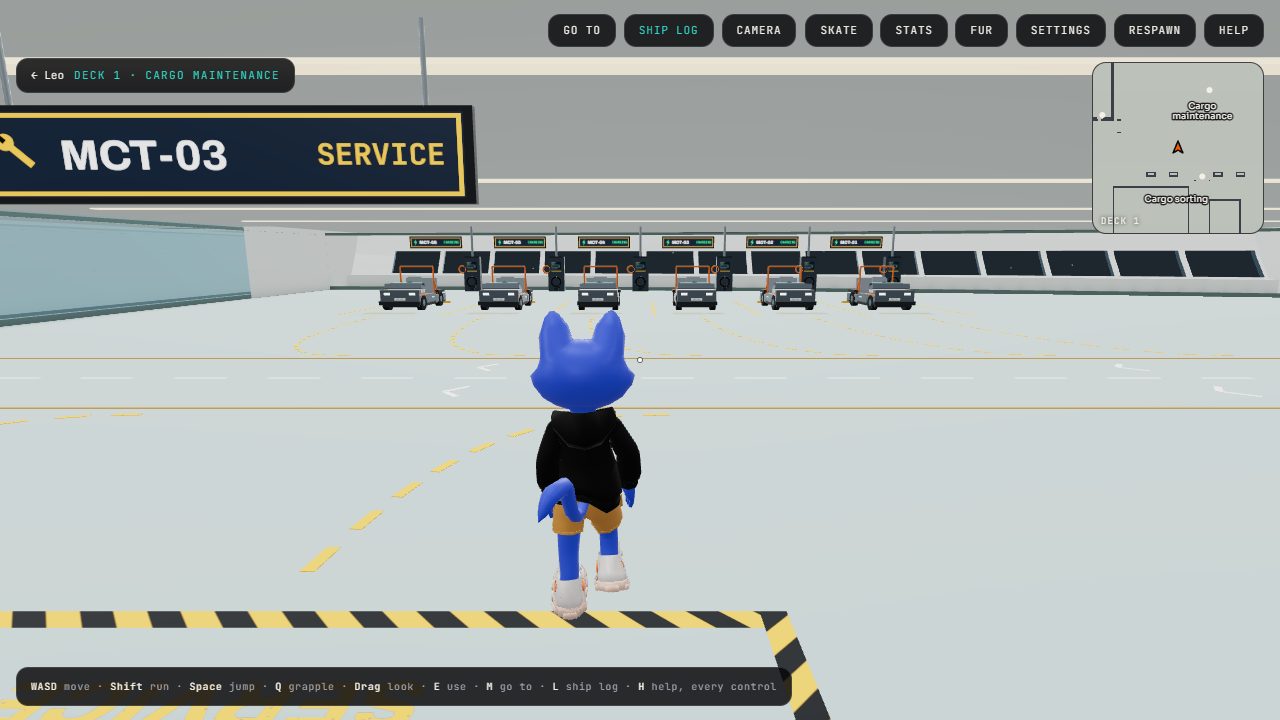 GO TO
SHIP LOG
CAMERA
SKATE
STATS
FUR
SETTINGS
RESPAWN
HELP
← Leo DECK 1 · CARGO MAINTENANCE
MCT-03 SERVICE
Cargo
maintenance
Cargo sorting
DECK 1
WASD move · Shift run · Space jump · Q grapple · Drag look · E use · M go to · L ship log · H help, every control